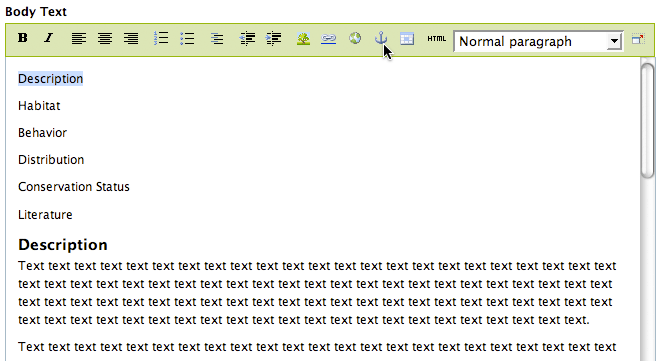 Body Text
B I HTML Normal paragraph
Description
Habitat
Behavior
Distribution
Conservation Status
Literature
Description
Text text text text text text text text text text text text text text text text text text text text text text text
text text text text text text text text text text text text text text text text text text text text text text text
text text text text text text text text text text text text text text text text text text text text text text text
text text text text text text text text text text text text text text text text text text text text text text.
Text text text text text text text text text text text text text text text text text text text text text text text